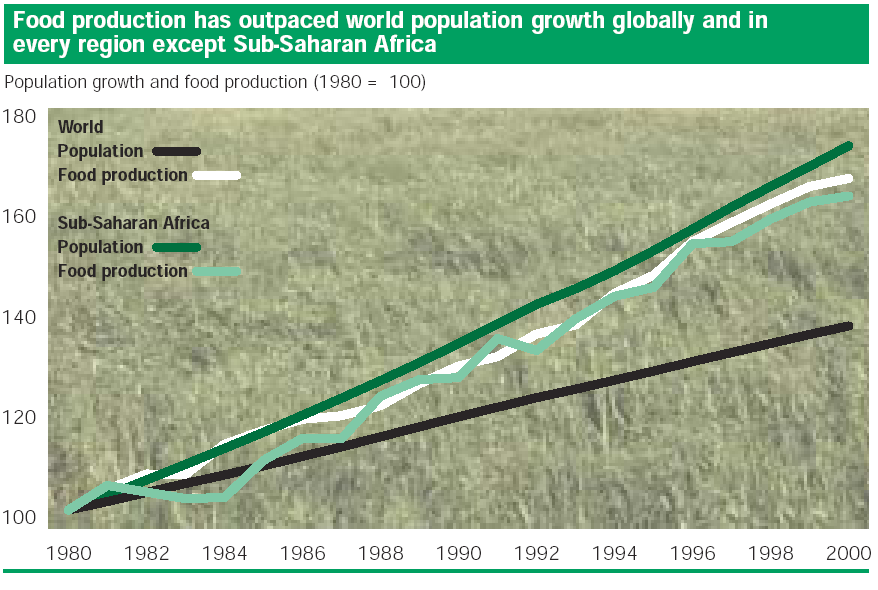 Food production has outpaced world population growth globally and in
every region except Sub-Saharan Africa
Population growth and food production (1980 = 100)
180
World
Population
Food production
160
Sub-Saharan Africa
Population
Food production
140
120
100
1980 1982 1984 1986 1988 1990 1992 1994 1996 1998 2000